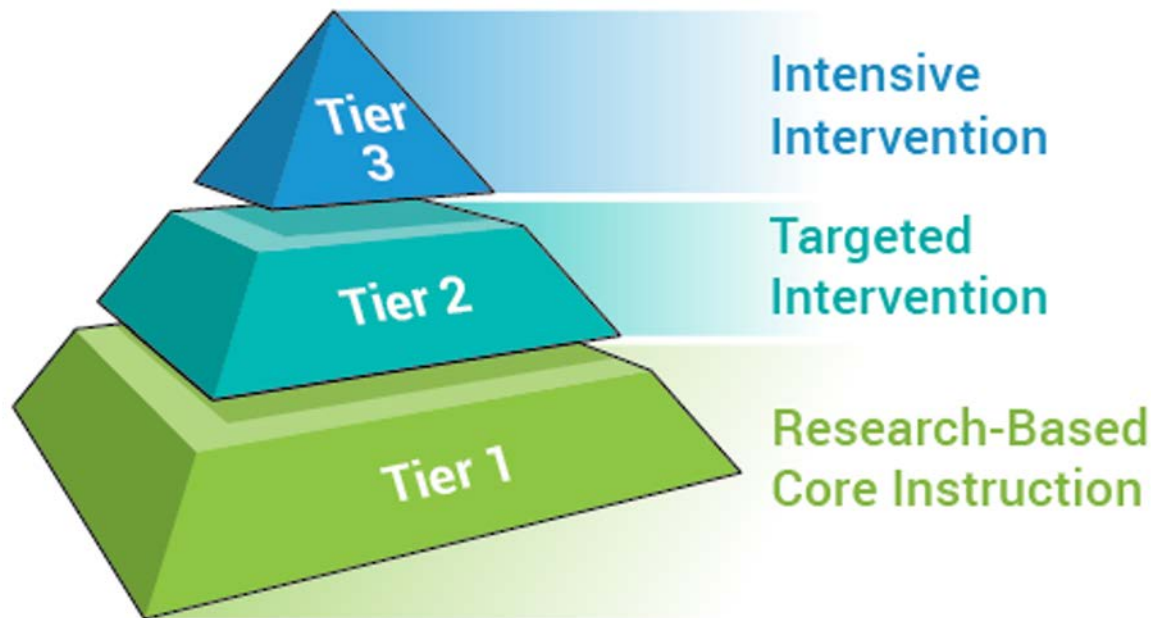 Tier
3
Intensive
Intervention
Tier 2
Targeted
Intervention
Tier 1
Research-Based
Core Instruction